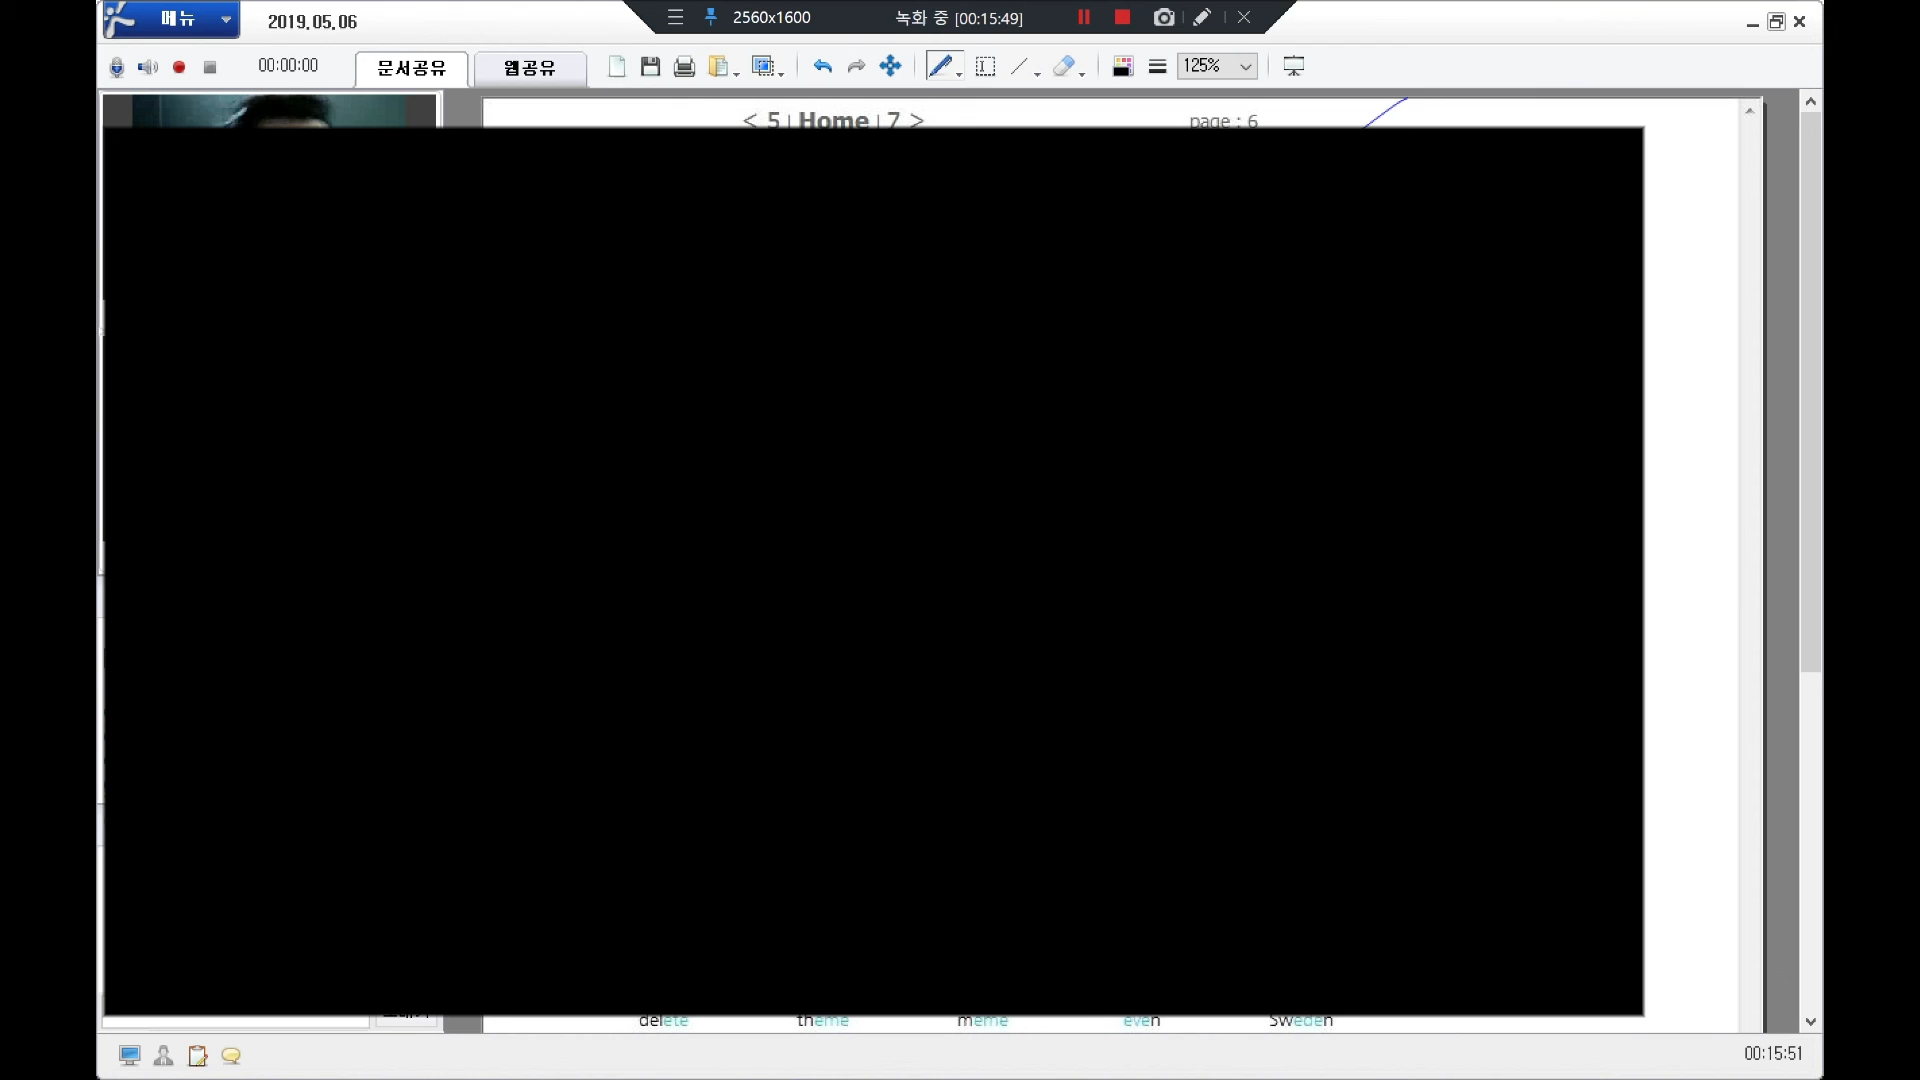 메뉴 2019.05.06 2560x1600 녹화 중 [00:15:49]
00:00:00 문서공유 웹공유 125%
< 5 | Home | 7 > page : 6
delete theme meme even Sweden
00:15:51